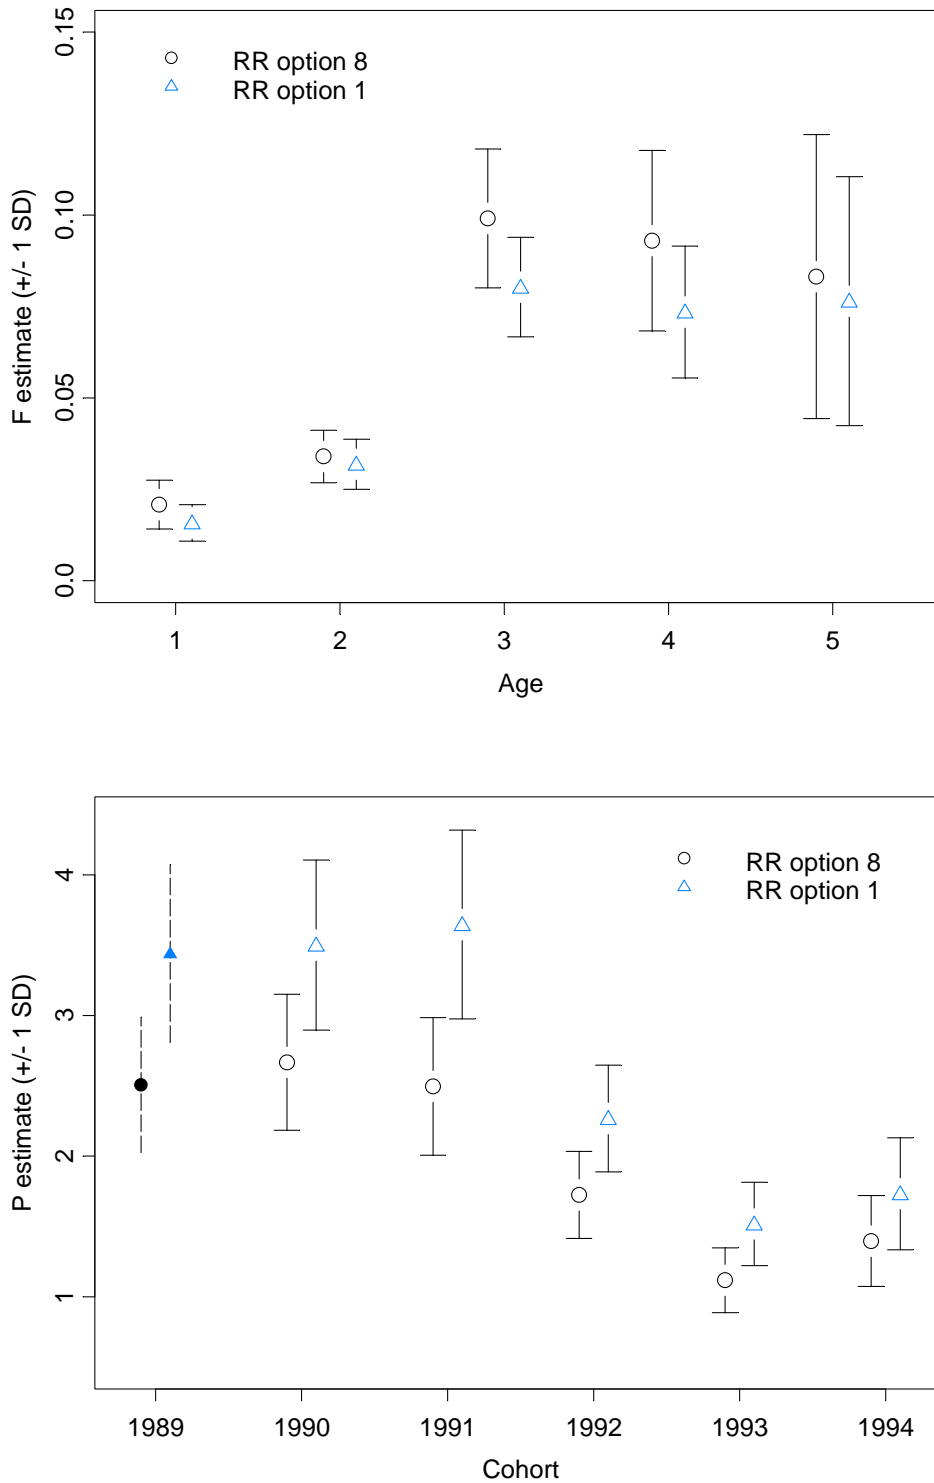 0.15
RR option 8
RR option 1
0.10
F estimate (+/- 1 SD)
0.05
0.0
1 2 3 4 5
Age
RR option 8
RR option 1
4
3
P estimate (+/- 1 SD)
2
1
1989 1990 1991 1992 1993 1994
Cohort